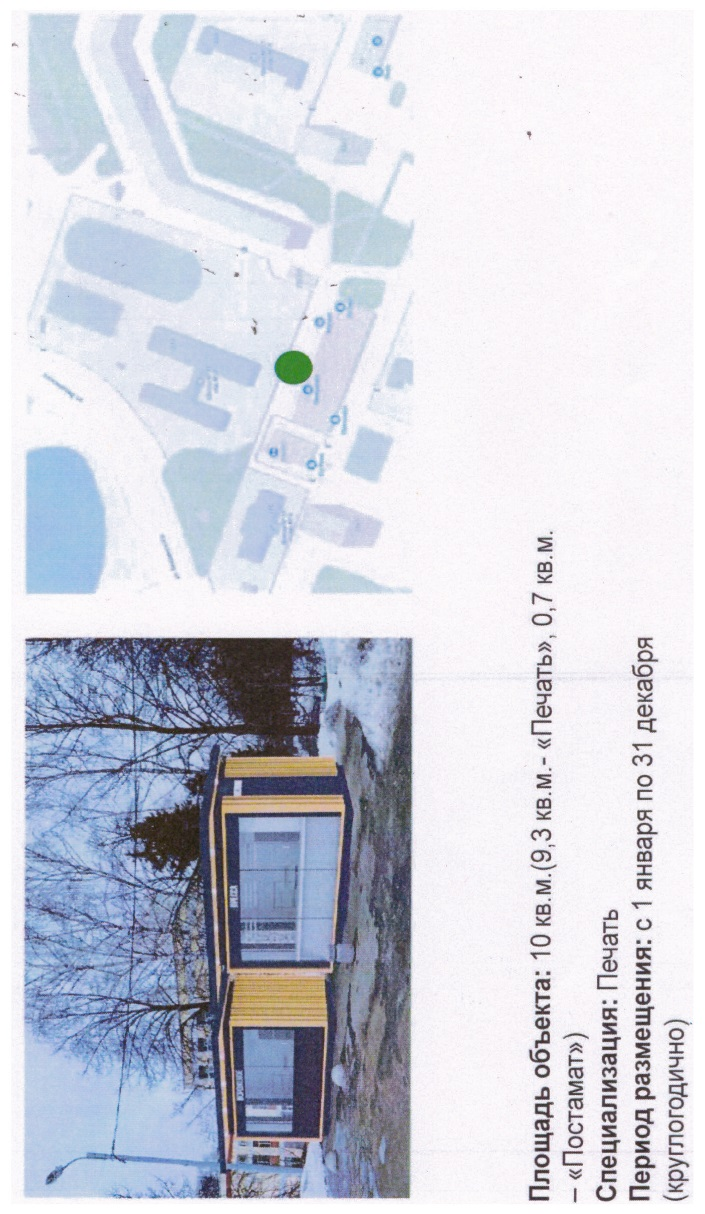 ПРЕССА
Площадь объекта: 10 кв.м.(9,3 кв.м.- «Печать», 0,7 кв.м.
– «Постамат»)
Специализация: Печать
Период размещения: с 1 января по 31 декабря
(круглогодично)